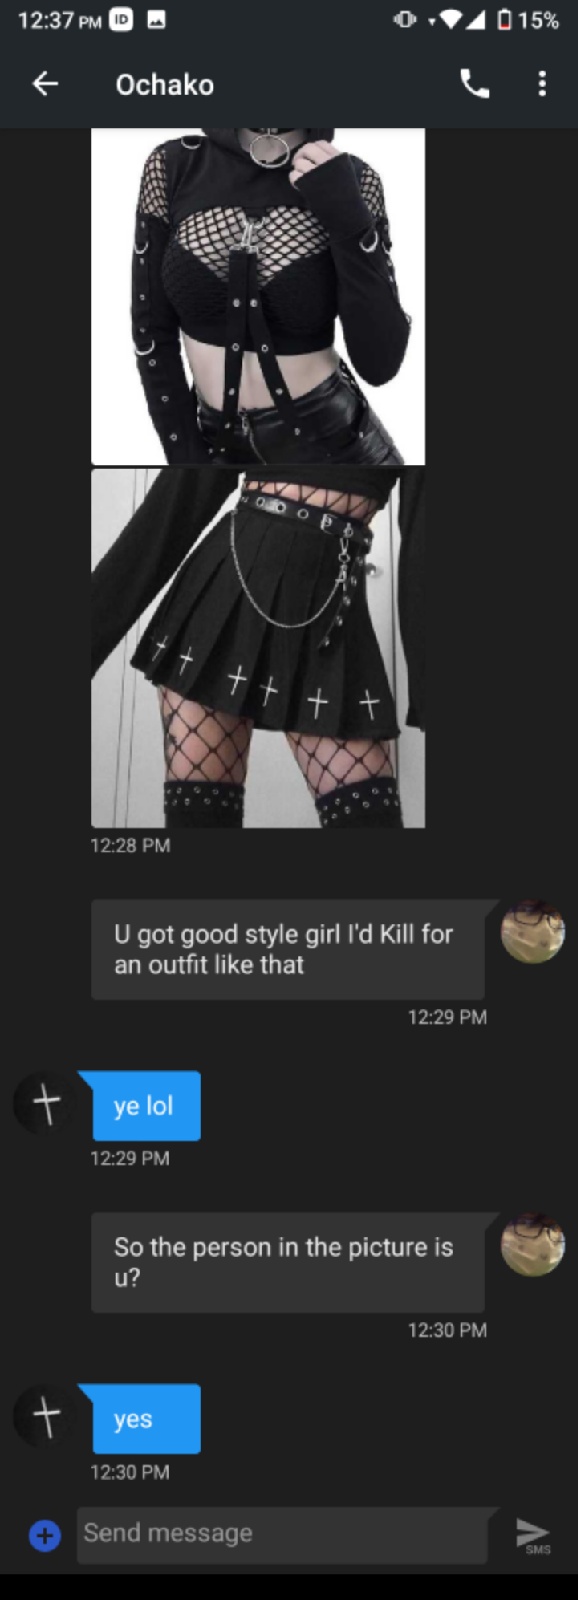 12:37 PM ID 15%
Ochako
12:28 PM
U got good style girl I'd Kill for
an outfit like that
12:29 PM
ye lol
12:29 PM
So the person in the picture is
u?
12:30 PM
yes
12:30 PM
Send message
SMS